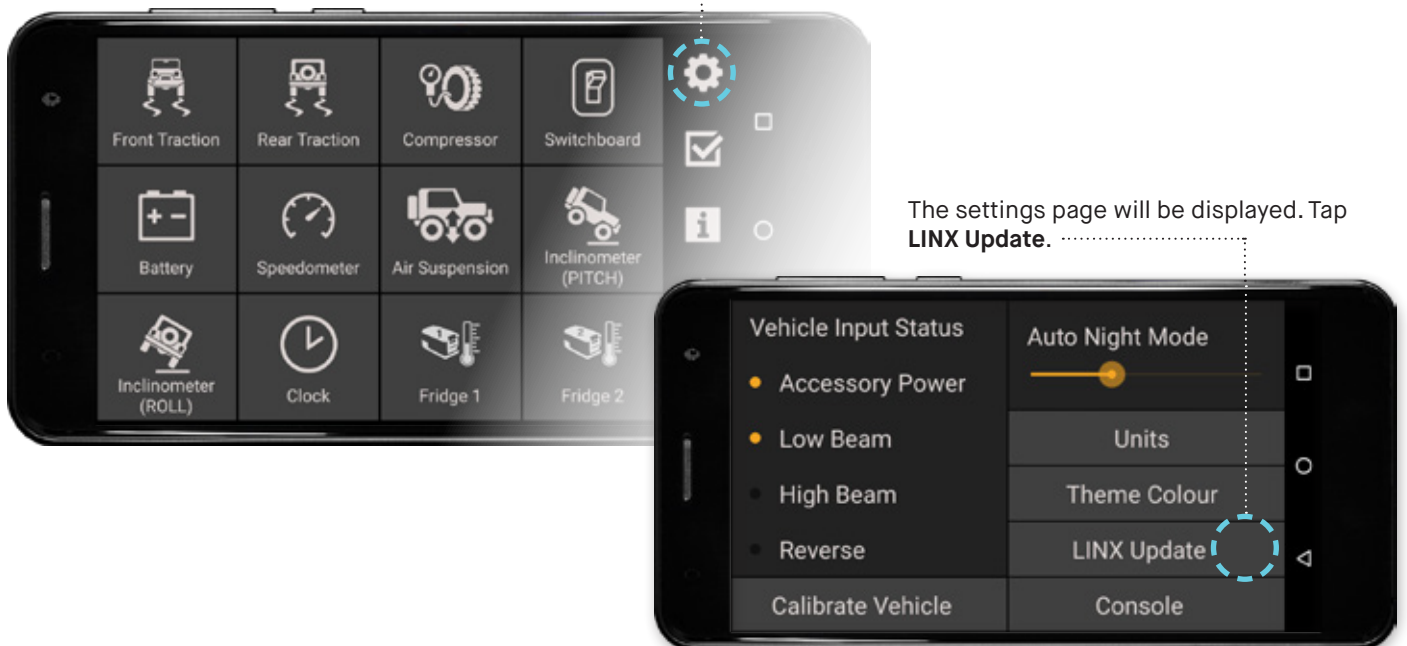 Front Traction
Rear Traction
Compressor
Switchboard
Battery
Speedometer
Air Suspension
Inclinometer
(PITCH)
Inclinometer
(ROLL)
Clock
1
Fridge 1
2
Fridge 2
The settings page will be displayed. Tap
LINX Update.
Vehicle Input Status
Accessory Power
Low Beam
High Beam
Reverse
Calibrate Vehicle
Auto Night Mode
Units
Theme Colour
LINX Update
Console